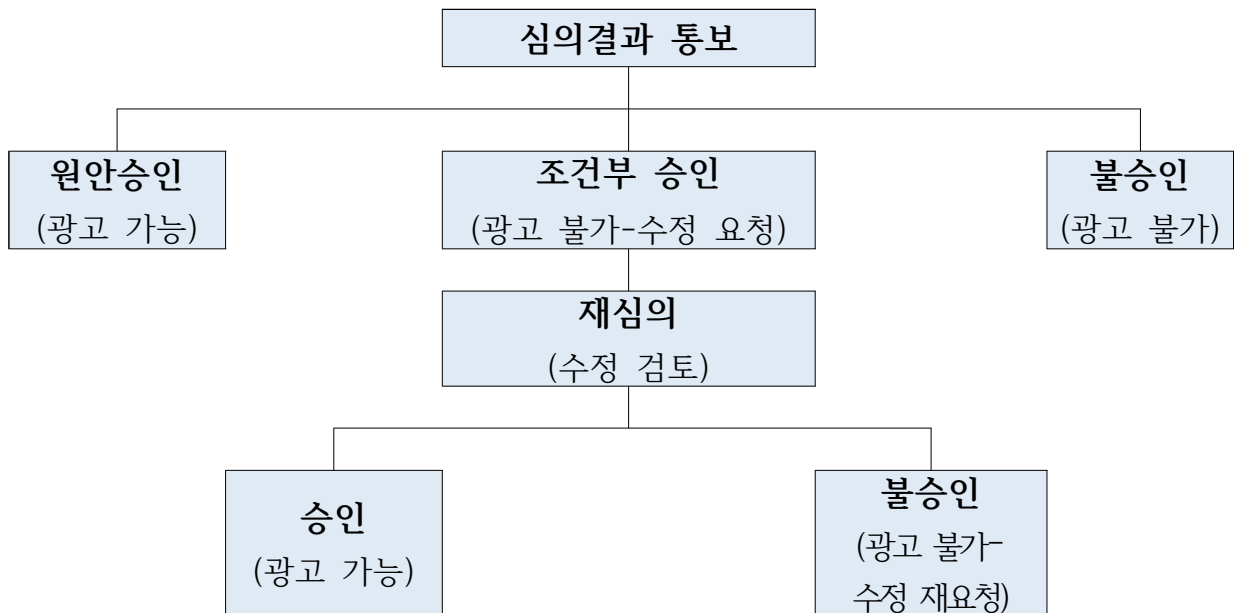 심의결과 통보
원안승인
(광고 가능)
조건부 승인
(광고 불가-수정 요청)
불승인
(광고 불가)
재심의
(수정 검토)
승인
(광고 가능)
불승인
(광고 불가-
수정 재요청)